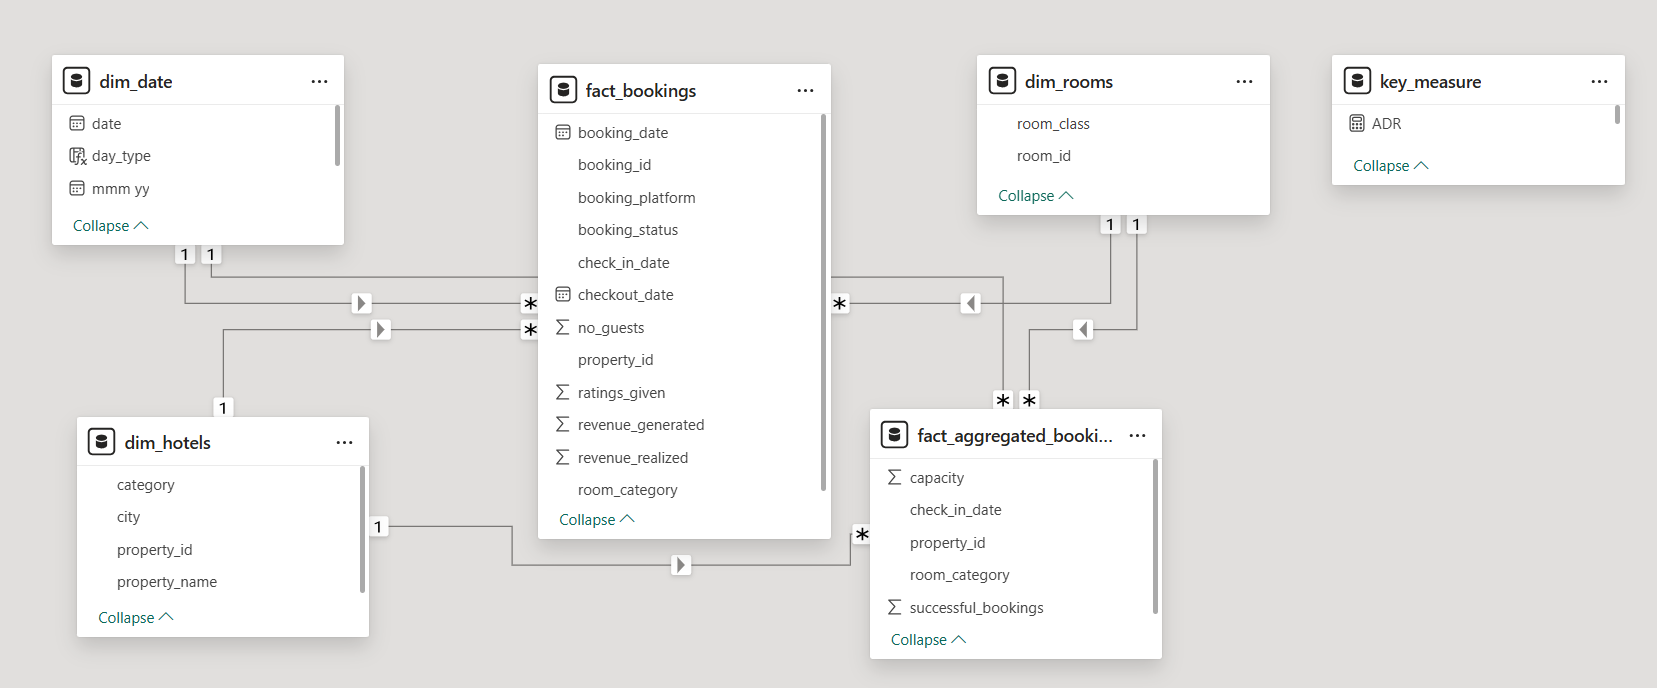 dim_date
date
day_type
mmm yy
Collapse
1 1
fact_bookings
booking_date
booking_id
booking_platform
booking_status
check_in_date
checkout_date
no_guests
property_id
ratings_given
revenue_generated
revenue_realized
room_category
Collapse
* *
*
dim_rooms
room_class
room_id
Collapse
1 1
key_measure
ADR
Collapse
1
dim_hotels
category
city
property_id
property_name
Collapse
1
* *
*
fact_aggregated_booki...
capacity
check_in_date
property_id
room_category
successful_bookings
Collapse